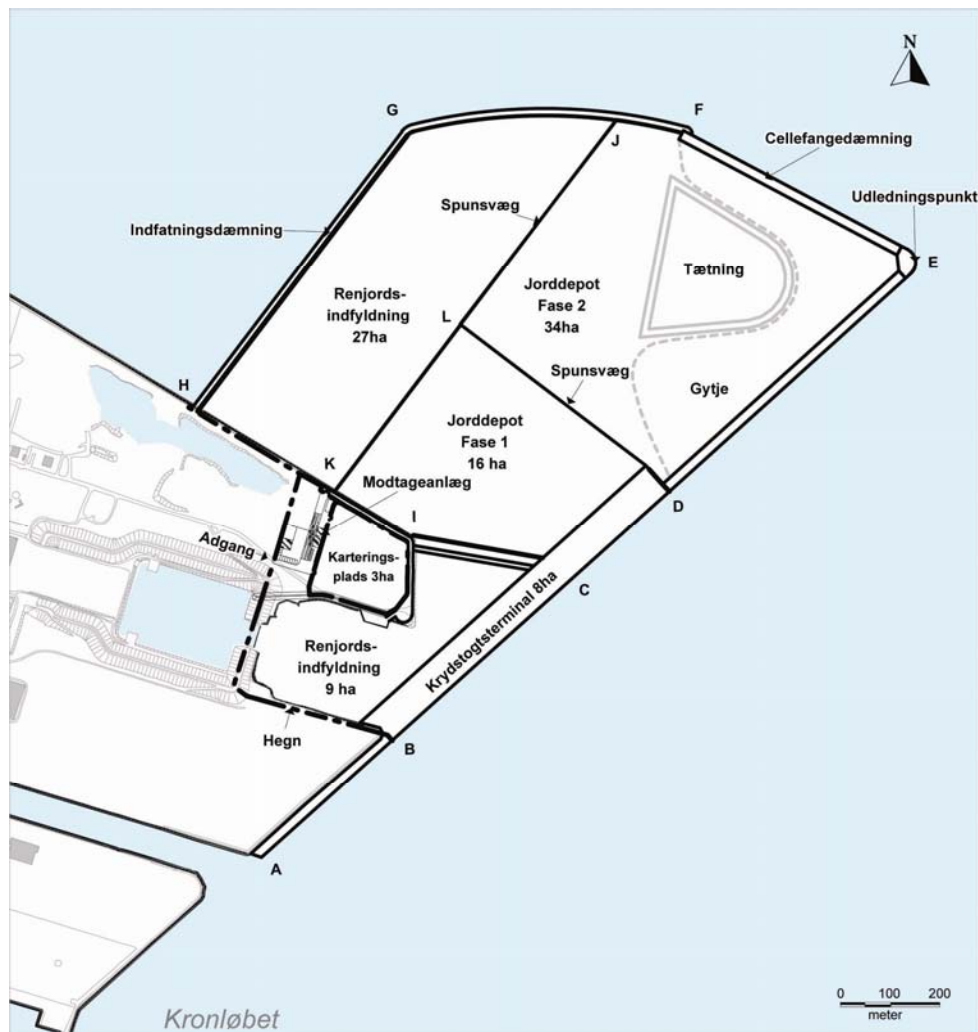 N
G
F
J
Cellefangedæmning
Udledningspunkt
E
Spunsvæg
Indfatningsdæmning
Tætning
Jorddepot
Fase 2
34ha
Renjords-
indfyldning
27ha
L
Spunsvæg
H
Gytje
Jorddepot
Fase 1
16 ha
K
Modtageanlæg
D
I
Adgang
Karterings-
plads 3ha
C
Krydstogtsterminal 8ha
Renjords-
indfyldning
9 ha
Hegn
B
A
0 100 200
meter
Kronløbet